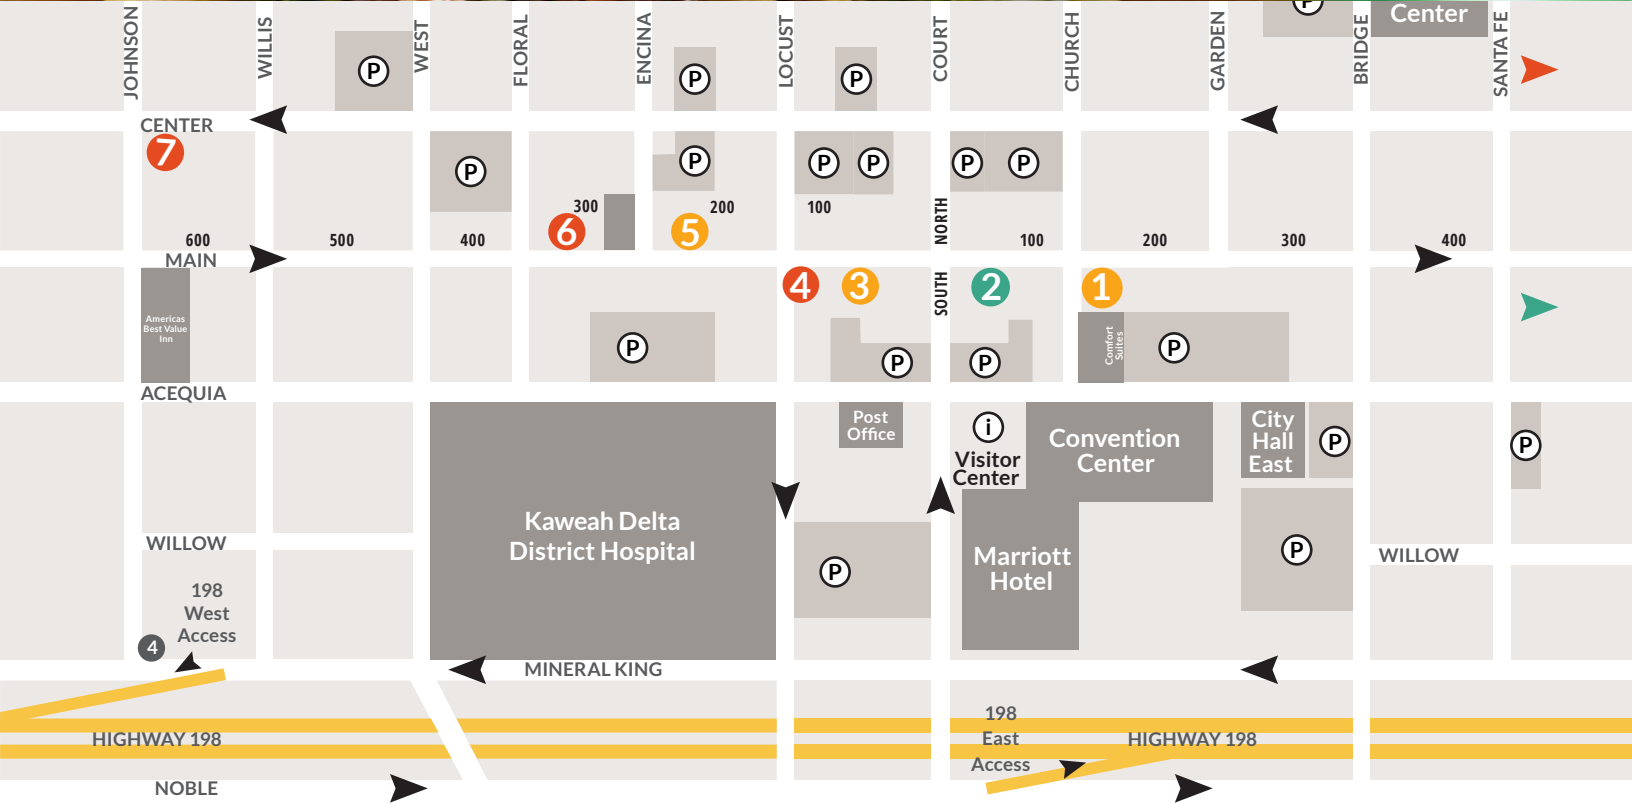 JOHNSON
WILLIS
WEST
FLORAL
ENCINA
LOCUST
COURT
CHURCH
GARDEN
BRIDGE
Center
SANTA FE
P
P
P
P
CENTER
7
P
P
P
P
P
P
300
200
100
NORTH
6
5
600
500
400
100
200
300
400
MAIN
4
3
SOUTH
2
1
Americas
Best Value
Inn
P
P
P
Comfort
Suites
P
ACEQUIA
Post
Office
i
Visitor
Center
Convention
Center
City
Hall
East
P
P
Kaweah Delta
District Hospital
WILLOW
Marriott
Hotel
P
P
WILLOW
198
West
Access
4
MINERAL KING
198
East
Access
HIGHWAY 198
HIGHWAY 198
NOBLE